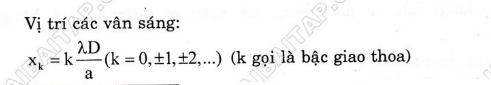 Vị trí các vân sáng:
x_k = k λD/a (k = 0,±1,±2,...) (k gọi là bậc giao thoa)